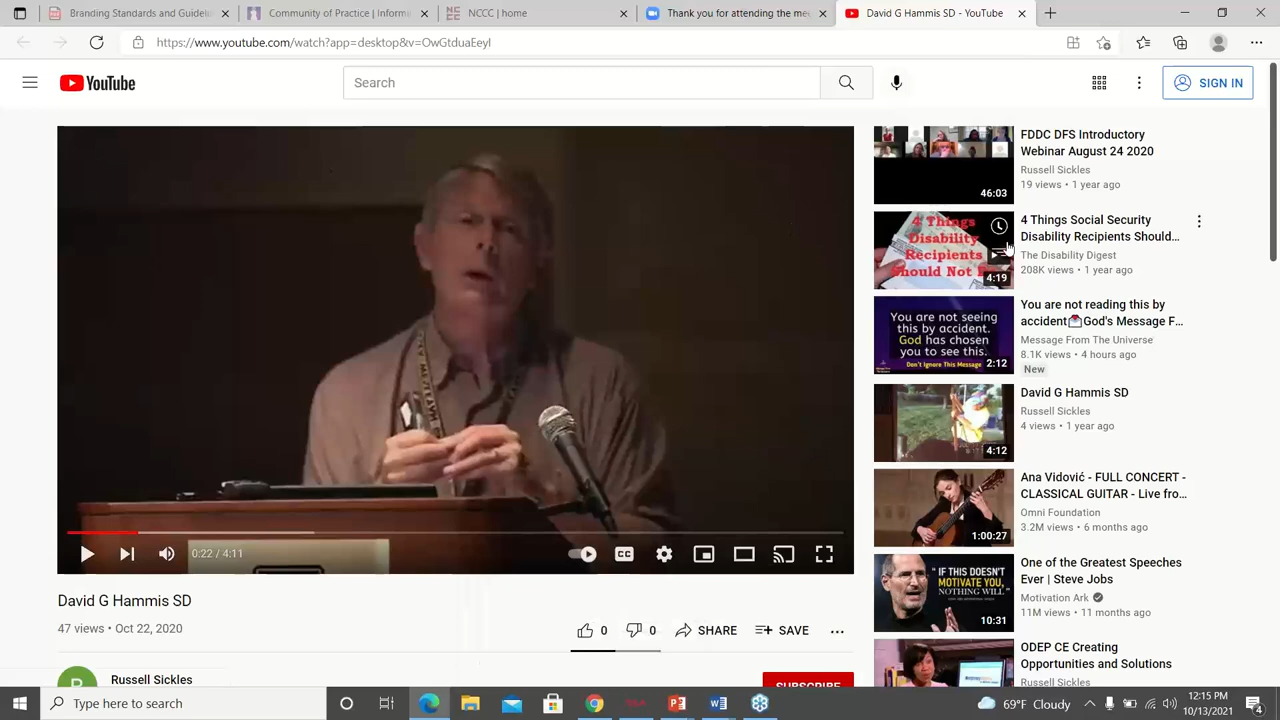 Branding Standards and Guideli
Community of Practice | Inform
NCCC | home
Thank you for attending the me
David G Hammis SD - YouTube
https://www.youtube.com/watch?app=desktop&v=OwGtduaEeyI
YouTube
Search
SIGN IN
46:03
FDDC DFS Introductory
Webinar August 24 2020
Russell Sickles
19 views • 1 year ago
4 Things
Disability
Recipients
Should Not
4:19
4 Things Social Security
Disability Recipients Should...
The Disability Digest
208K views • 1 year ago
You are not seeing
this by accident.
God has chosen
you to see this.
Don't Ignore This Message
2:12
You are not reading this by
accident📩God's Message F...
Message From The Universe
8.1K views • 4 hours ago
New
4:12
David G Hammis SD
Russell Sickles
4 views • 1 year ago
1:00:27
Ana Vidović - FULL CONCERT -
CLASSICAL GUITAR - Live fro...
Omni Foundation
3.2M views • 6 months ago
"IF THIS DOESN'T
MOTIVATE YOU,
NOTHING WILL"
10:31
One of the Greatest Speeches
Ever | Steve Jobs
Motivation Ark
11M views • 11 months ago
ODEP CE Creating
Opportunities and Solutions
Russell Sickles
0:22 / 4:11
CC
David G Hammis SD
47 views • Oct 22, 2020
0
0
SHARE
SAVE
R
Russell Sickles
SUBSCRIBE
Type here to search
69°F Cloudy
12:15 PM
10/13/2021
4